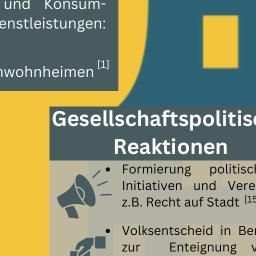 und Konsum-
enstleistungen:
nwohnheimen [1]
Gesellschaftspolitis
Reaktionen
• Formierung politisch
Initiativen und Vere
z.B. Recht auf Stadt [15
• Volksentscheid in Ber
zur Enteignung v